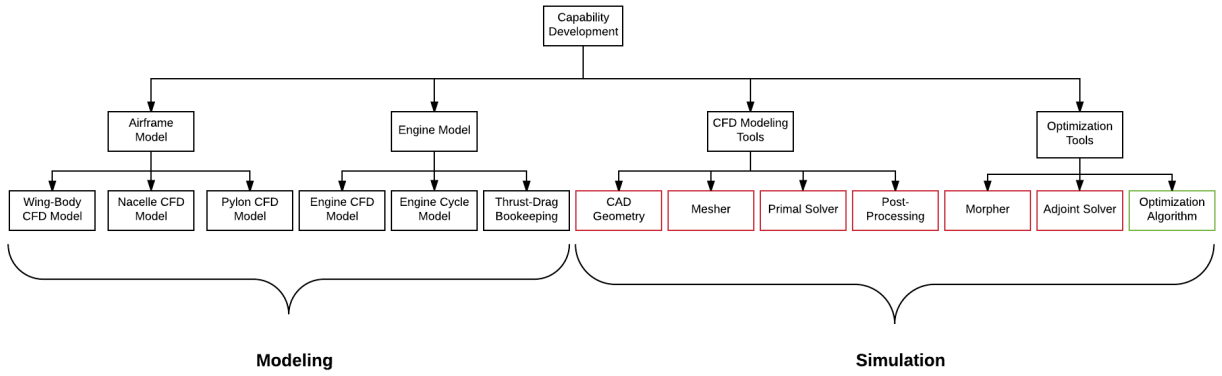 Capability
Development
Airframe
Model
Engine Model
CFD Modeling
Tools
Optimization
Tools
Wing-Body
CFD Model
Nacelle CFD
Model
Pylon CFD
Model
Engine CFD
Model
Engine Cycle
Model
Thrust-Drag
Bookeeping
CAD
Geometry
Mesher
Primal Solver
Post-
Processing
Morpher
Adjoint Solver
Optimization
Algorithm
Modeling
Simulation